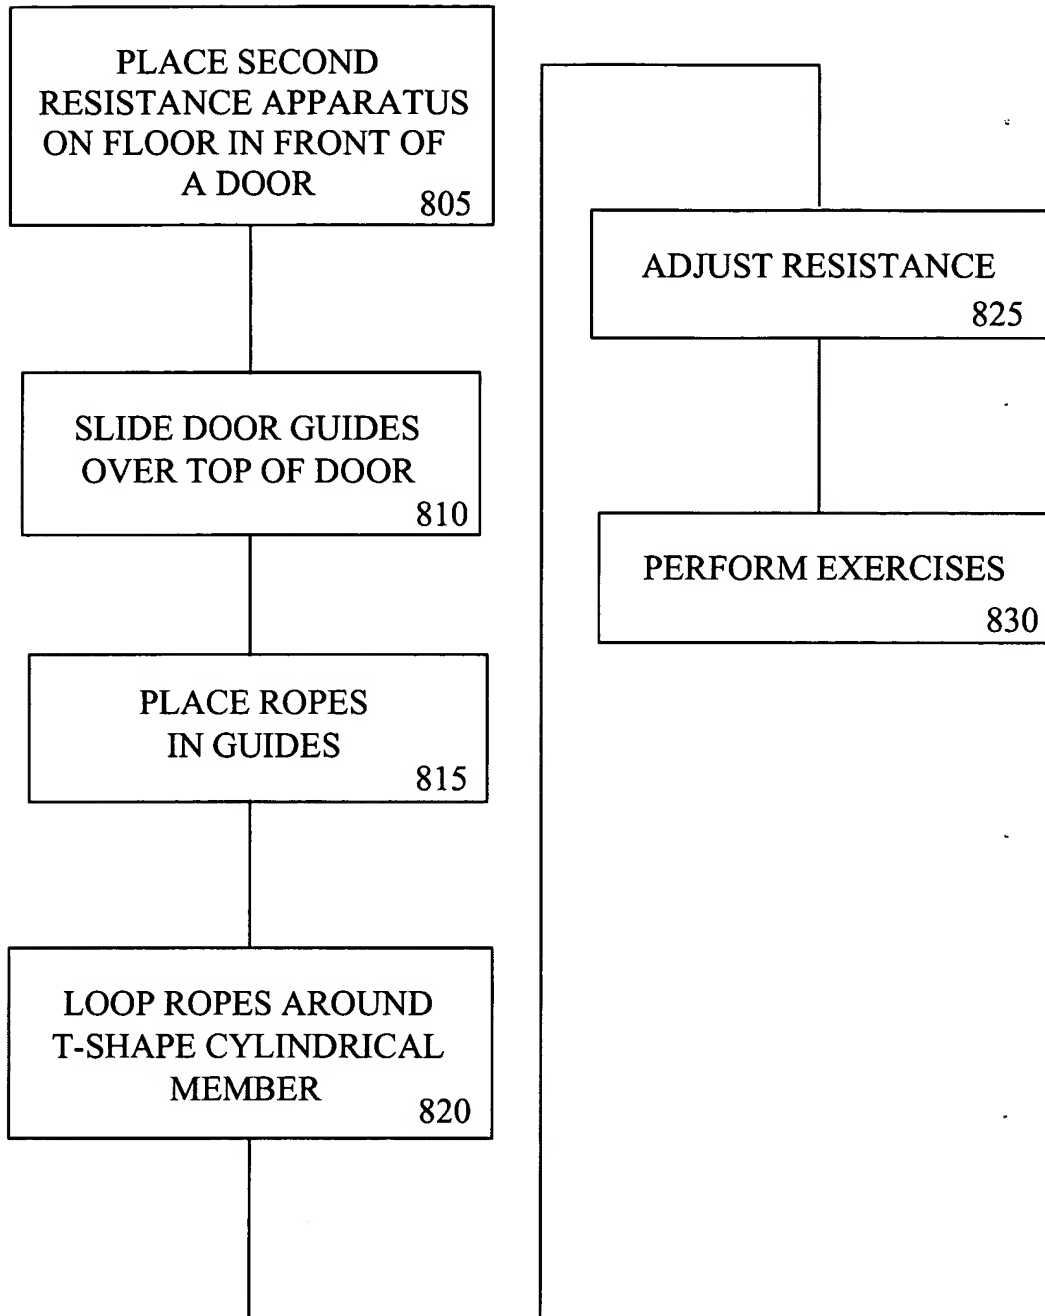 PLACE SECOND
RESISTANCE APPARATUS
ON FLOOR IN FRONT OF
A DOOR
805
SLIDE DOOR GUIDES
OVER TOP OF DOOR
810
PLACE ROPES
IN GUIDES
815
LOOP ROPES AROUND
T-SHAPE CYLINDRICAL
MEMBER
820
ADJUST RESISTANCE
825
PERFORM EXERCISES
830